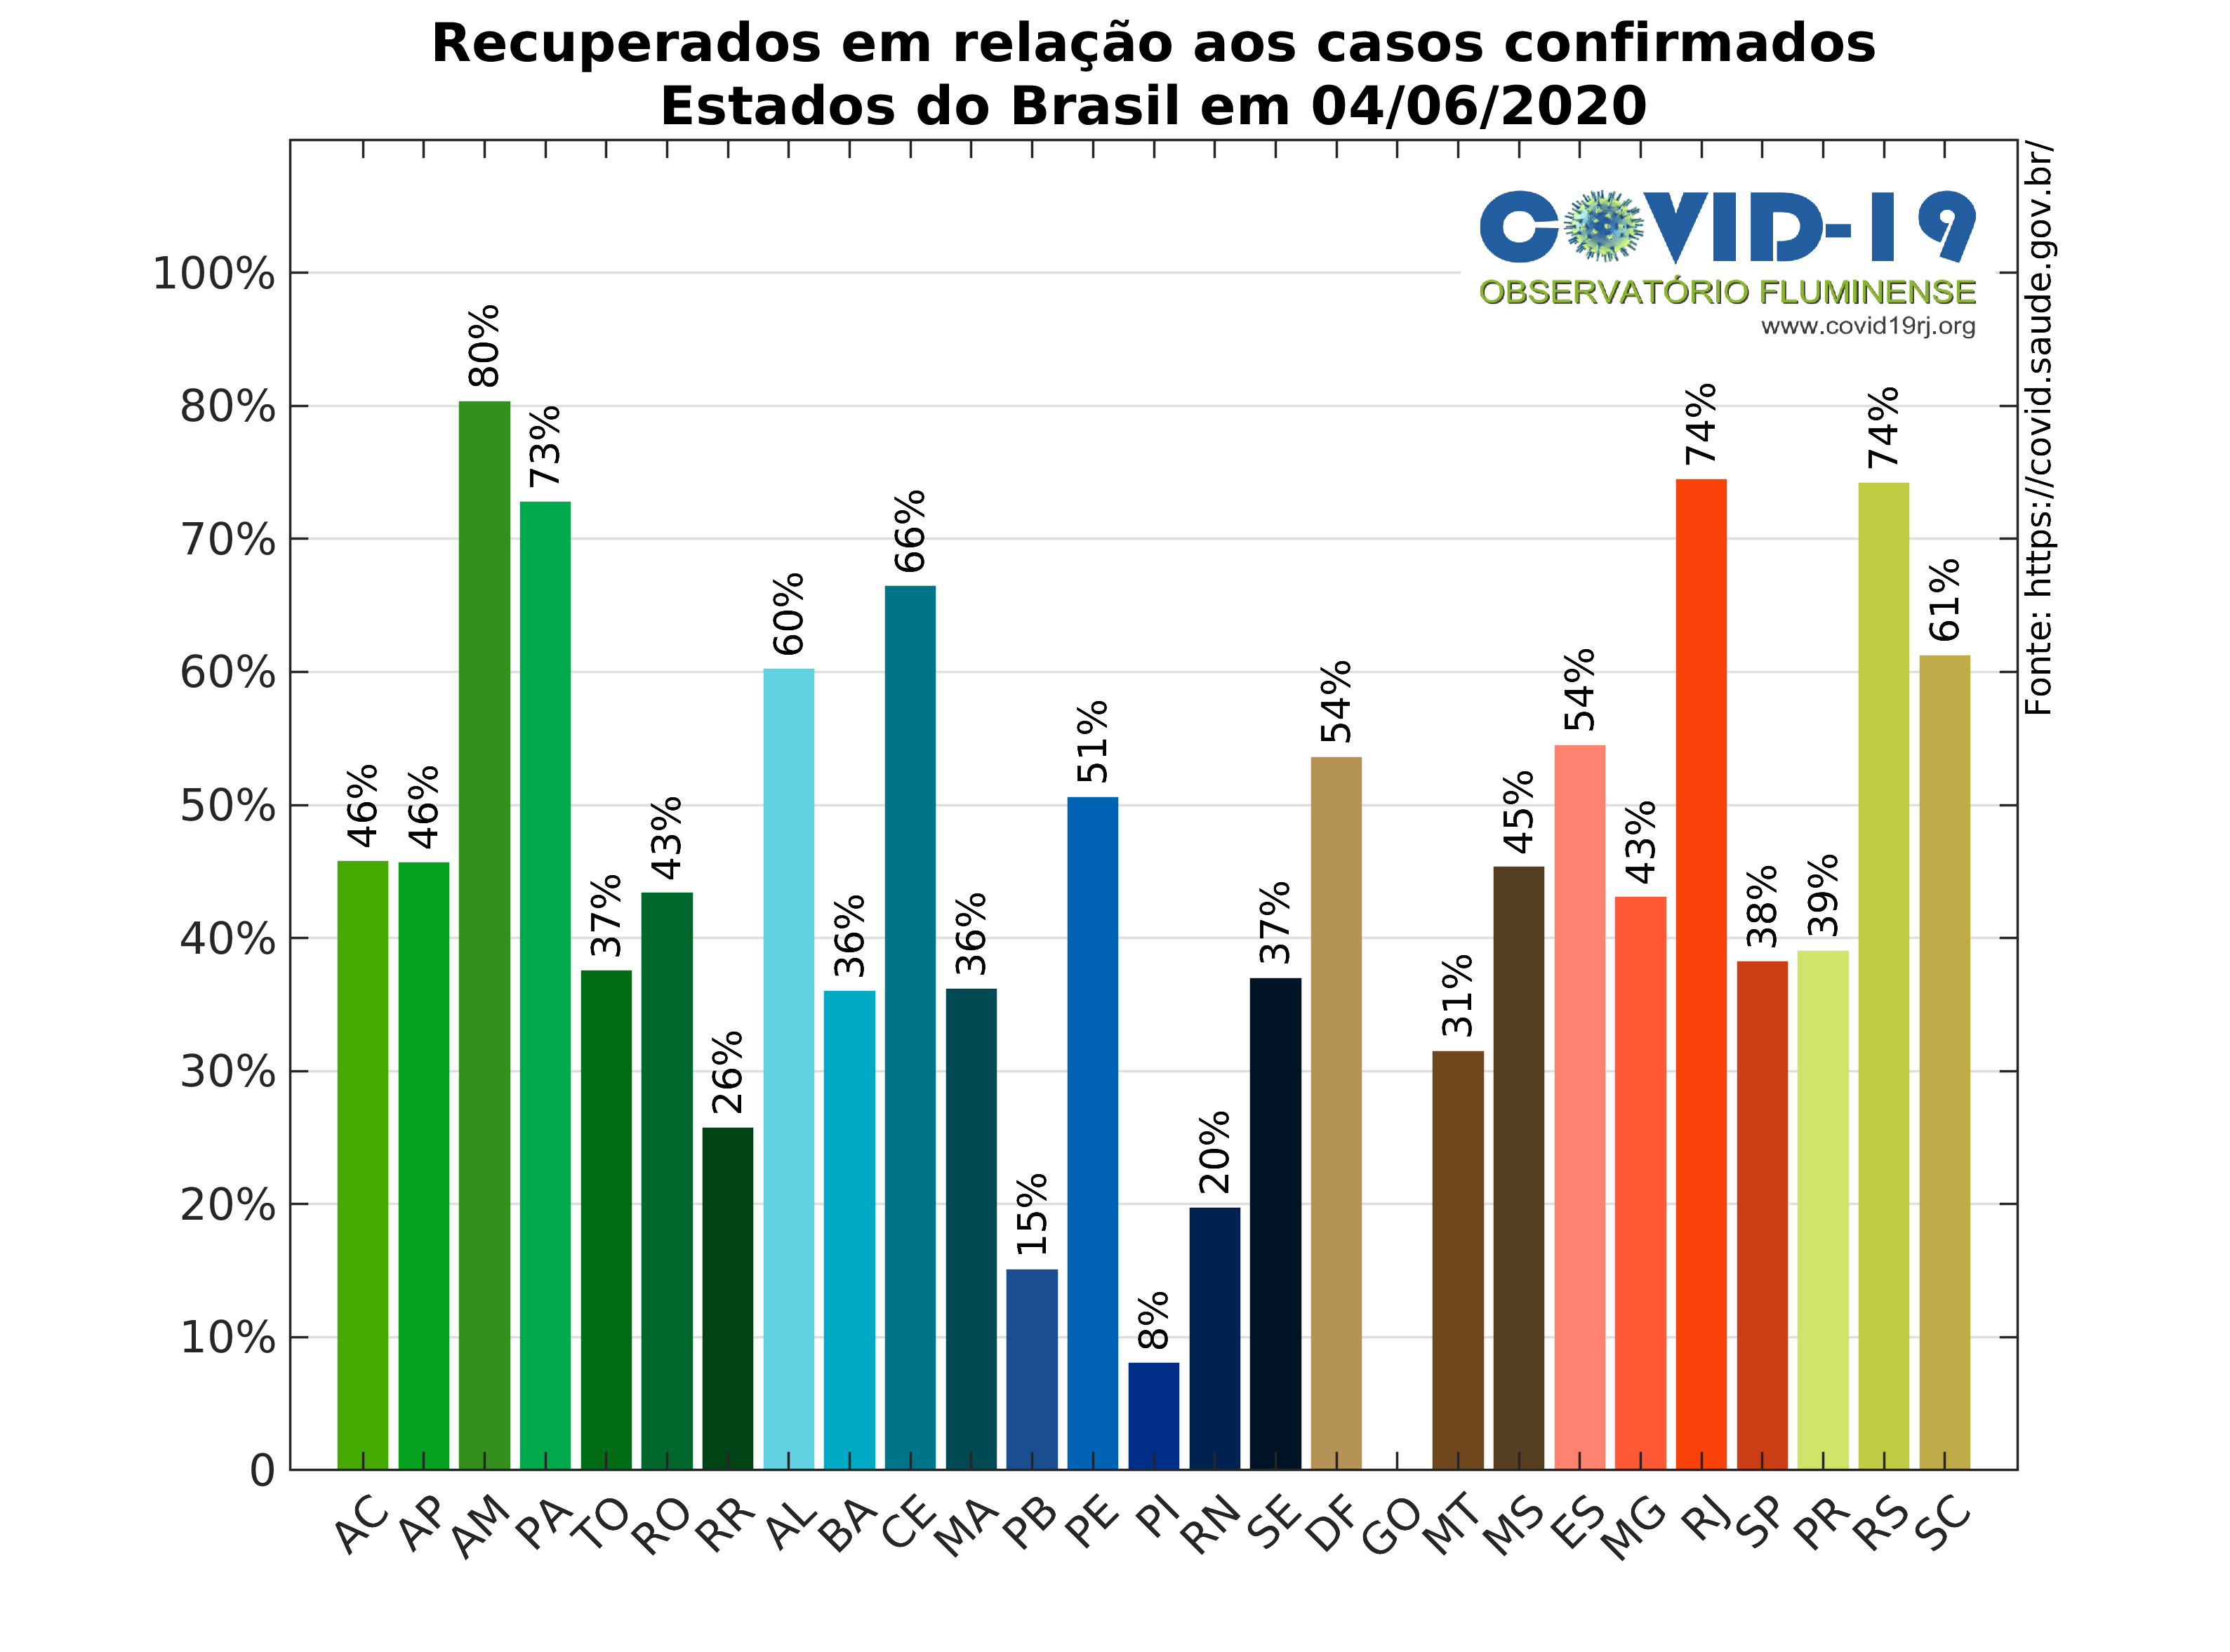 Recuperados em relação aos casos confirmados
Estados do Brasil em 04/06/2020
COVID-19
OBSERVATÓRIO FLUMINENSE
www.covid19rj.org
Fonte: https://covid.saude.gov.br/
100%
80%
70%
60%
50%
40%
30%
20%
10%
0
46%
46%
80%
73%
37%
43%
26%
60%
36%
66%
36%
15%
51%
8%
20%
37%
54%
31%
45%
54%
43%
74%
38%
39%
74%
61%
AC
AP
AM
PA
TO
RO
RR
AL
BA
CE
MA
PB
PE
PI
RN
SE
DF
GO
MT
MS
ES
MG
RJ
SP
PR
RS
SC